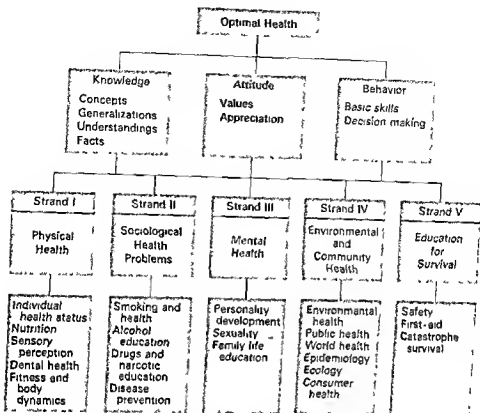 Optimal Health
Knowledge
Concepts
Generalizations
Understandings
Facts
Attitude
Values
Appreciation
Behavior
Basic skills
Decision making
Strand I
Physical
Health
Individual
health status
Nutrition
Sensory
perception
Dental health
Fitness and
body
dynamics
Strand II
Sociological
Health
Problems
Smoking and
health
Alcohol
education
Drugs and
narcotic
education
Disease
prevention
Strand III
Mental
Health
Personality
development
Sexuality
Family life
education
Strand IV
Environmental
and
Community
Health
Environmental
health
Public health
World health
Epidemiology
Ecology
Consumer
health
Strand V
Education
for
Survival
Safety
First-aid
Catastrophe
survival